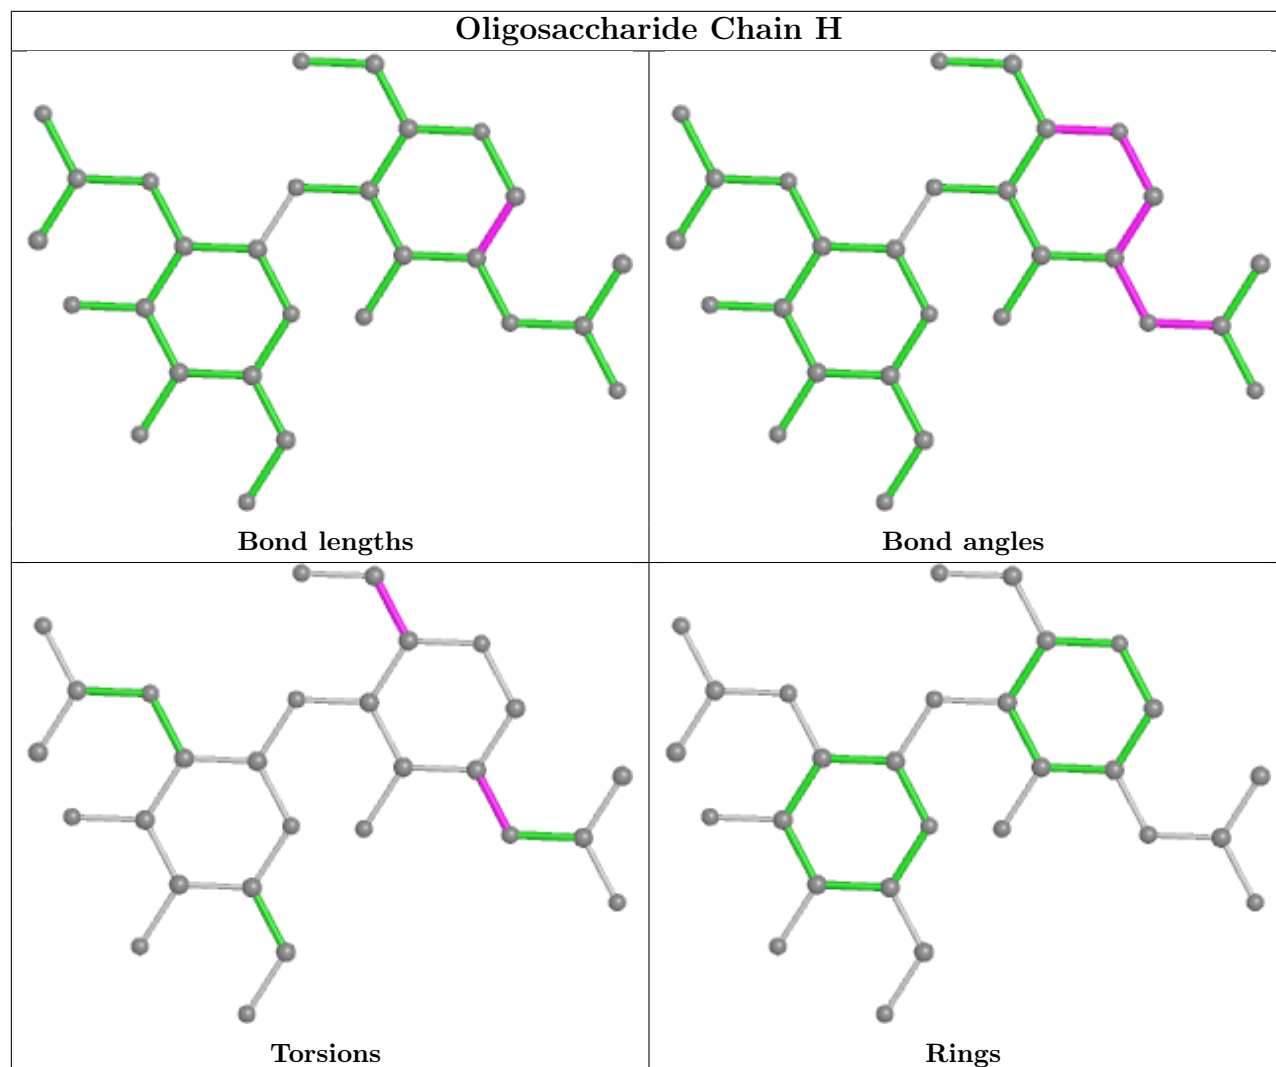 Oligosaccharide Chain H
Bond lengths
Bond angles
Torsions
Rings